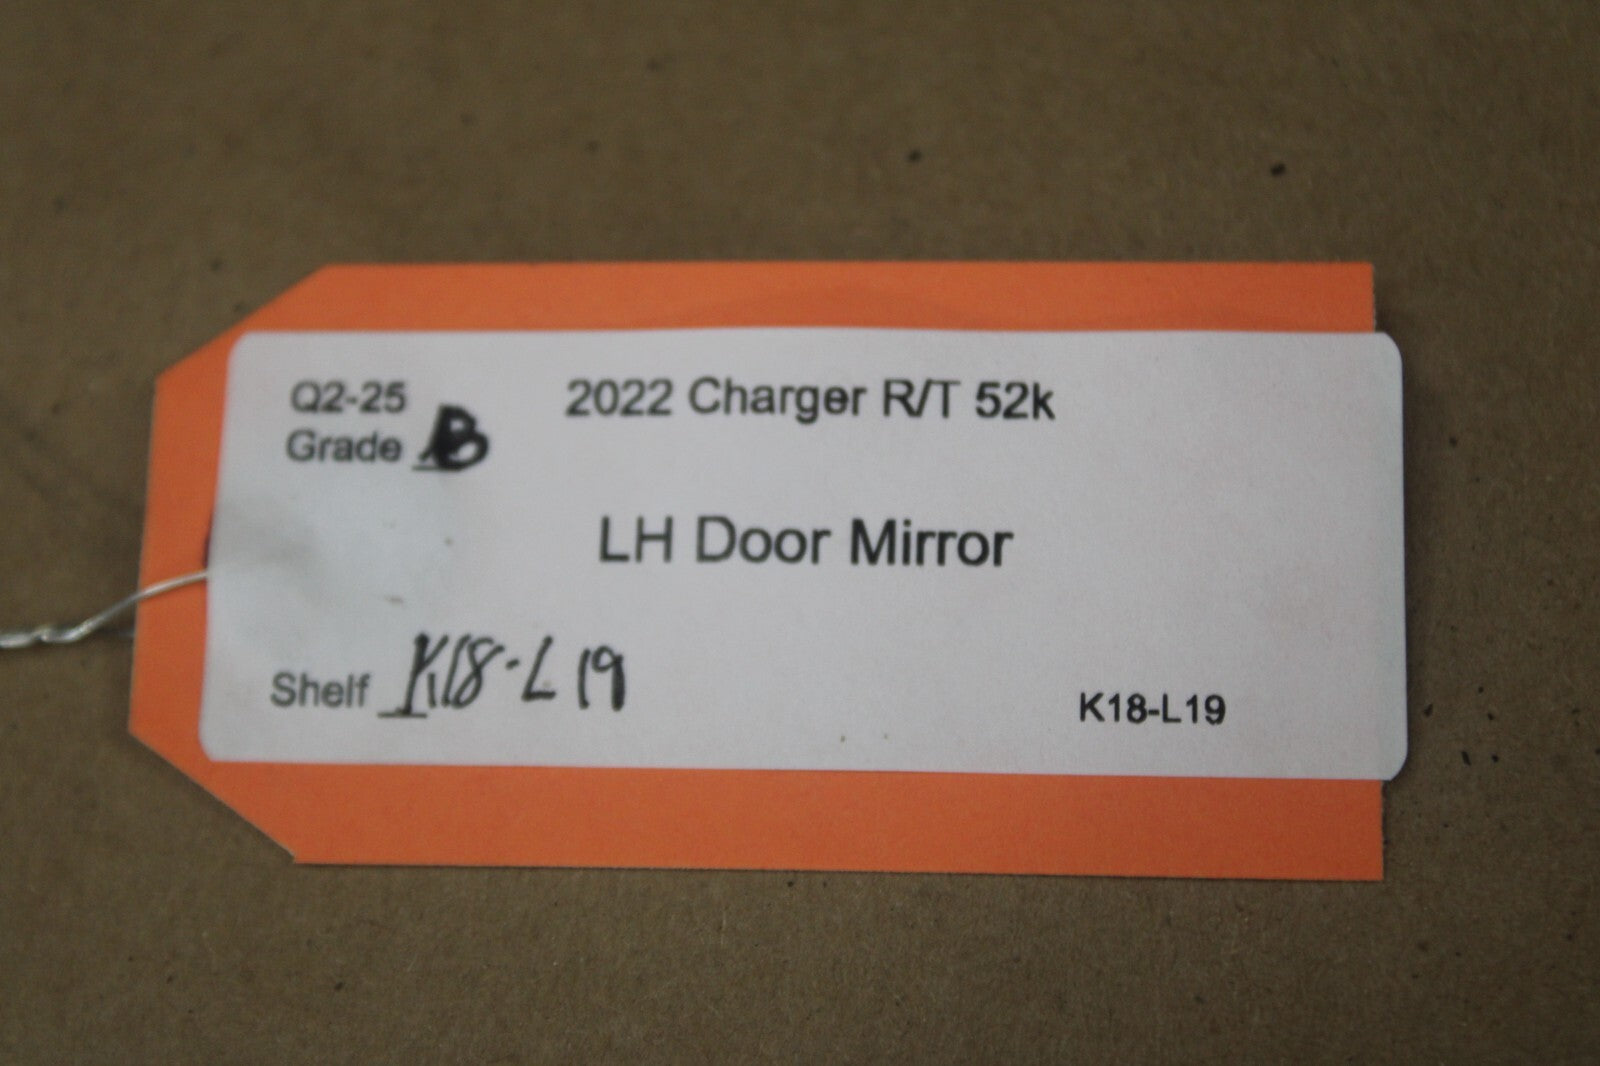 Q2-25 2022 Charger R/T 52k
Grade B
LH Door Mirror
Shelf K18-L19 K18-L19